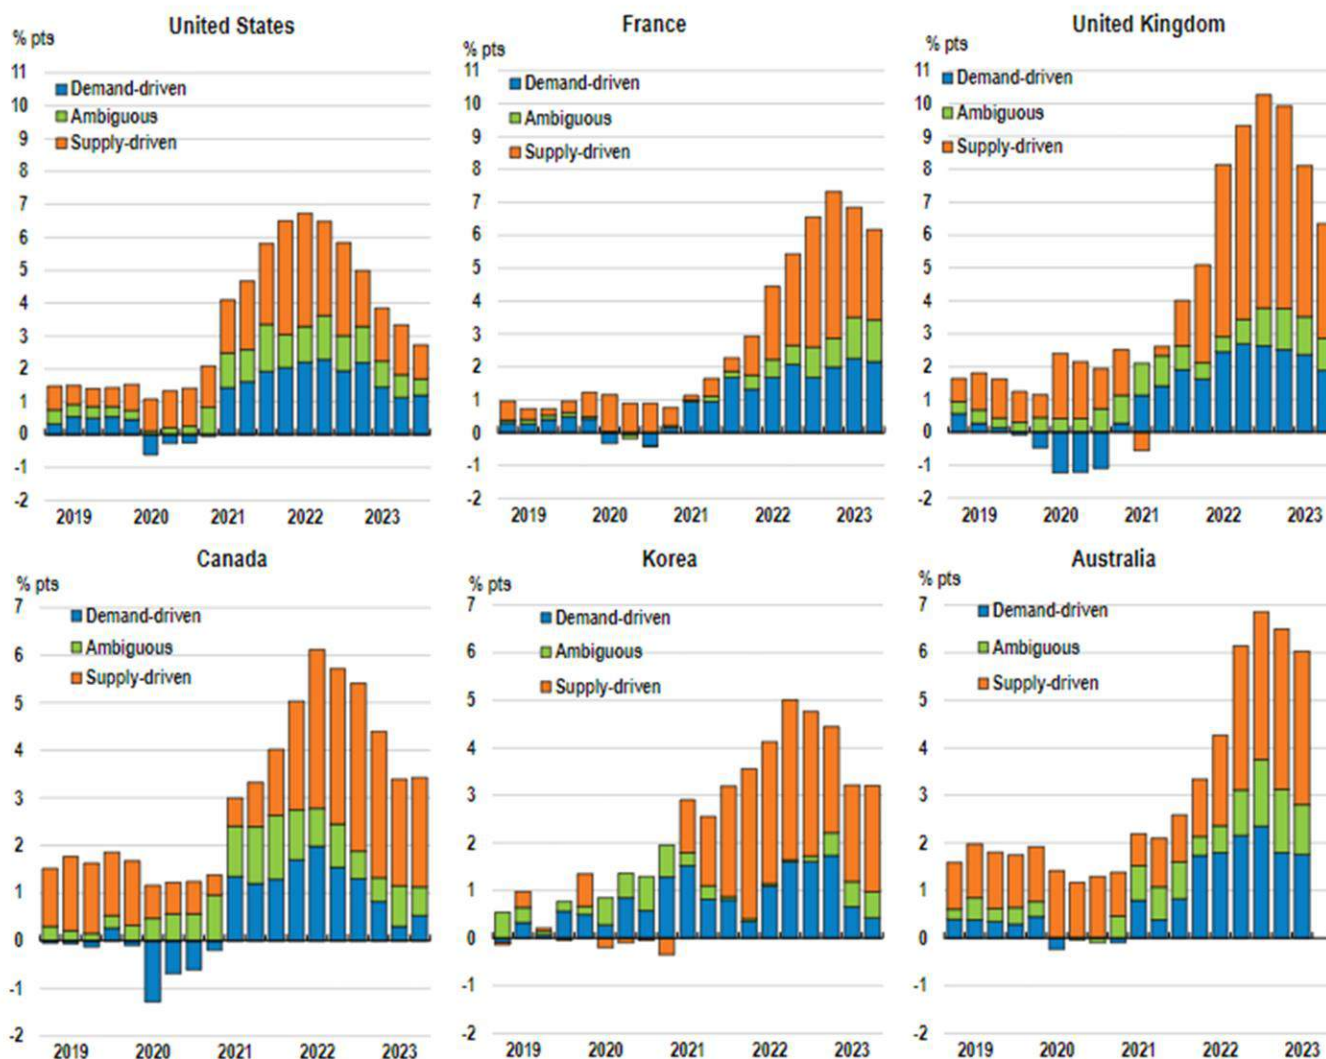 United States
% pts
11
10
9
8
7
6
5
4
3
2
1
0
-1
-2
Demand-driven
Ambiguous
Supply-driven
2019 2020 2021 2022 2023
France
% pts
11
10
9
8
7
6
5
4
3
2
1
0
-1
-2
Demand-driven
Ambiguous
Supply-driven
2019 2020 2021 2022 2023
United Kingdom
% pts
11
10
9
8
7
6
5
4
3
2
1
0
-1
-2
Demand-driven
Ambiguous
Supply-driven
2019 2020 2021 2022 2023
Canada
% pts
7
6
5
4
3
2
1
0
-1
-2
Demand-driven
Ambiguous
Supply-driven
2019 2020 2021 2022 2023
Korea
% pts
7
6
5
4
3
2
1
0
-1
-2
Demand-driven
Ambiguous
Supply-driven
2019 2020 2021 2022 2023
Australia
% pts
7
6
5
4
3
2
1
0
-1
-2
Demand-driven
Ambiguous
Supply-driven
2019 2020 2021 2022 2023